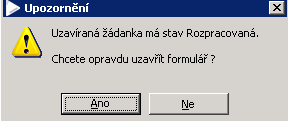 Upozornění
Uzavíraná žádanka má stav Rozpracovaná.
Chcete opravdu uzavřít formulář ?
Ano
Ne